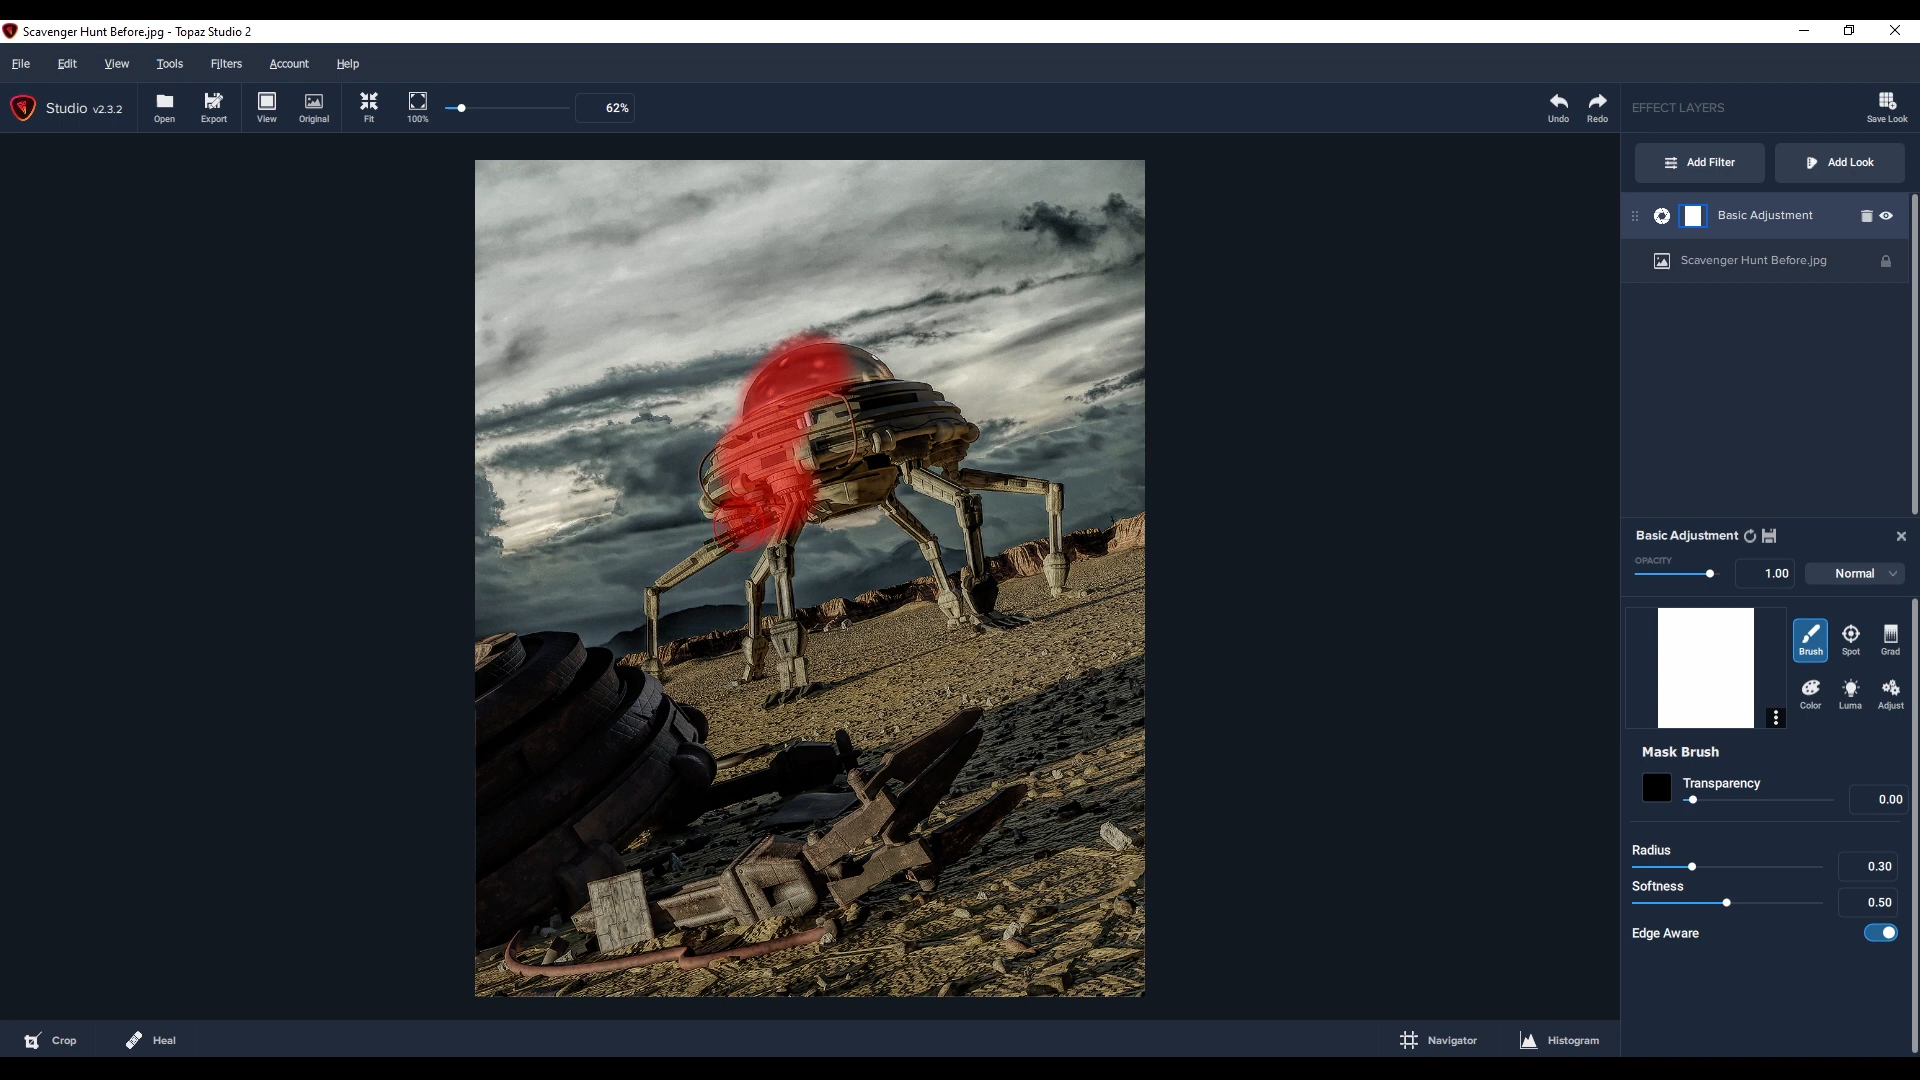 Scavenger Hunt Before.jpg - Topaz Studio 2
File Edit View Tools Filters Account Help
Studio v2.3.2 Open Export View Original Fit 100% 62% Undo Redo EFFECT LAYERS Save Look
Add Filter Add Look
Basic Adjustment
Scavenger Hunt Before.jpg
Basic Adjustment
OPACITY
1.00 Normal
Brush Spot Grad
Color Luma Adjust
Mask Brush
Transparency
0.00
Radius
0.30
Softness
0.50
Edge Aware
Crop Heal Navigator Histogram